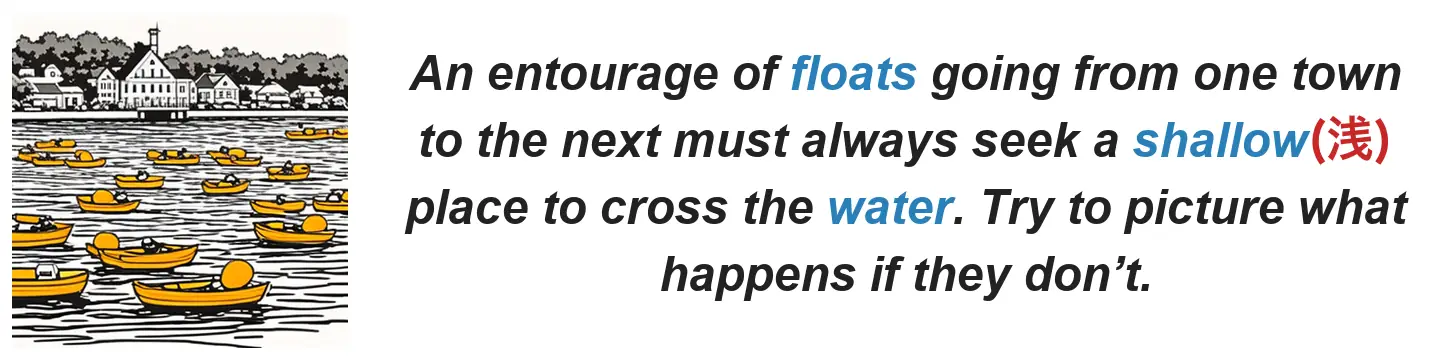 An entourage of floats going from one town
to the next must always seek a shallow(浅)
place to cross the water. Try to picture what
happens if they don’t.